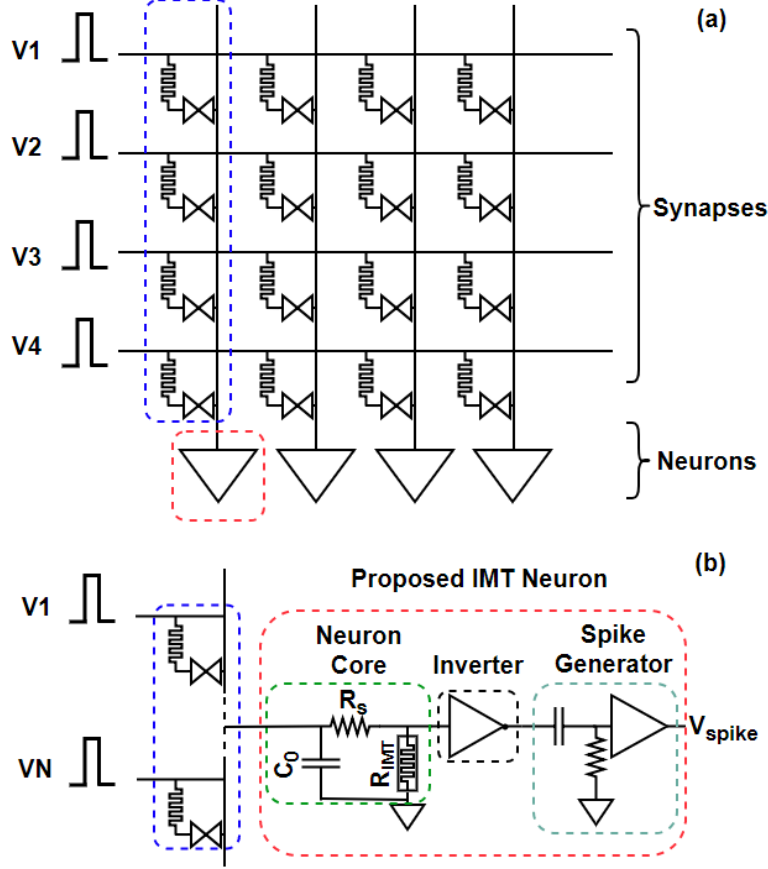 (a)
V1
V2
V3
V4
Synapses
Neurons
(b)
V1
Proposed IMT Neuron
Neuron Core
Inverter
Spike Generator
Rs
C0
RIMT
Vspike
VN